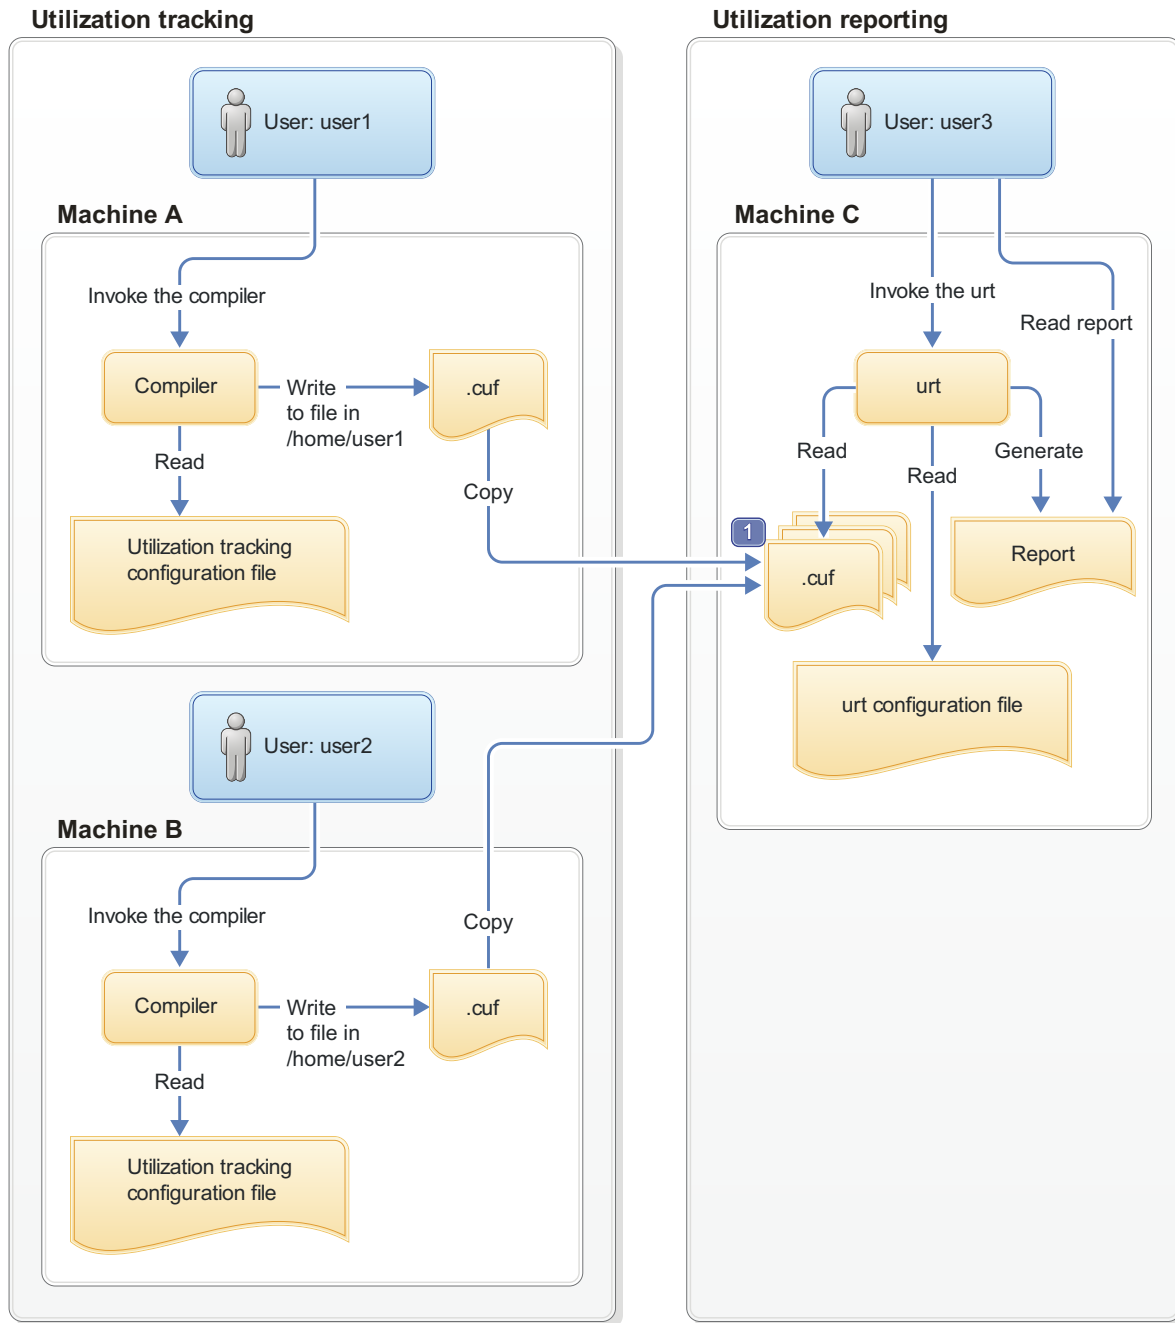 Utilization tracking
User: user1
Machine A
Invoke the compiler
Compiler
Write
to file in
/home/user1
.cuf
Read
Copy
Utilization tracking
configuration file
User: user2
Machine B
Invoke the compiler
Copy
Compiler
Write
to file in
/home/user2
.cuf
Read
Utilization tracking
configuration file
Utilization reporting
User: user3
Machine C
Invoke the urt
Read report
urt
Read
Read
Generate
1
.cuf
Report
urt configuration file